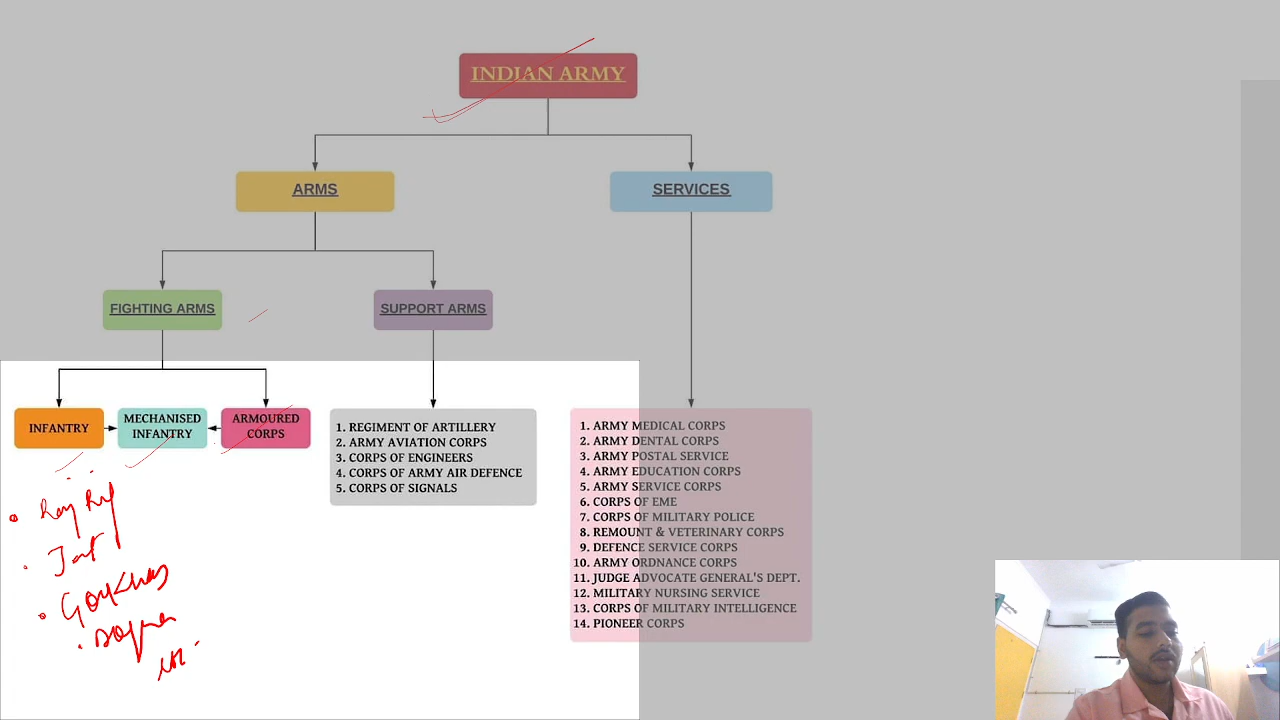 INDIAN ARMY
ARMS
SERVICES
FIGHTING ARMS
SUPPORT ARMS
INFANTRY
MECHANISED
INFANTRY
ARMOURED
CORPS
1. REGIMENT OF ARTILLERY
2. ARMY AVIATION CORPS
3. CORPS OF ENGINEERS
4. CORPS OF ARMY AIR DEFENCE
5. CORPS OF SIGNALS
1. ARMY MEDICAL CORPS
2. ARMY DENTAL CORPS
3. ARMY POSTAL SERVICE
4. ARMY EDUCATION CORPS
5. ARMY SERVICE CORPS
6. CORPS OF EME
7. CORPS OF MILITARY POLICE
8. REMOUNT & VETERINARY CORPS
9. DEFENCE SERVICE CORPS
10. ARMY ORDNANCE CORPS
11. JUDGE ADVOCATE GENERAL'S DEPT.
12. MILITARY NURSING SERVICE
13. CORPS OF MILITARY INTELLIGENCE
14. PIONEER CORPS
Raj Rif
Jat
Gorkhas
Dogra